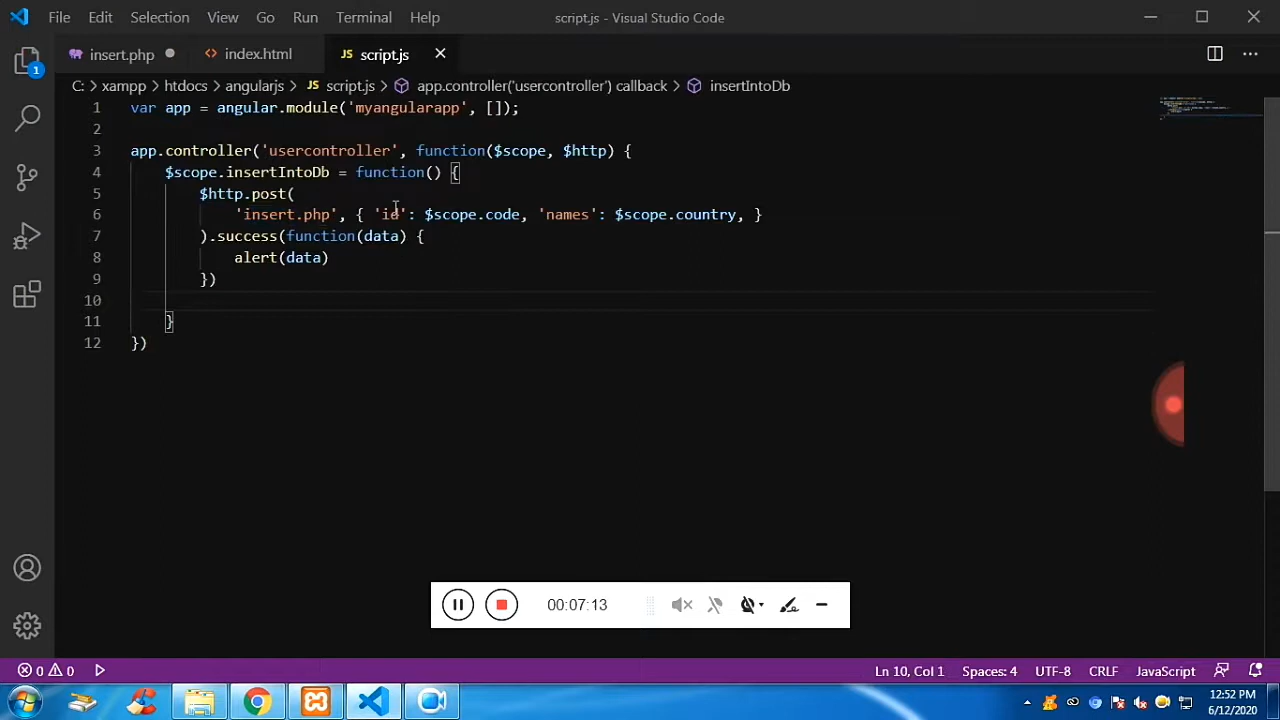 File Edit Selection View Go Run Terminal Help script.js - Visual Studio Code
insert.php index.html script.js
1
C: > xampp > htdocs > angularjs > JS script.js > app.controller('usercontroller') callback > insertIntoDb
1 var app = angular.module('myangularapp', []);
2
3 app.controller('usercontroller', function($scope, $http) {
4 $scope.insertIntoDb = function() {
5 $http.post(
6 'insert.php', { 'id': $scope.code, 'names': $scope.country, }
7 ).success(function(data) {
8 alert(data)
9 })
10
11 }
12 })
00:07:13
0 0 Ln 10, Col 1 Spaces: 4 UTF-8 CRLF JavaScript
12:52 PM
6/12/2020